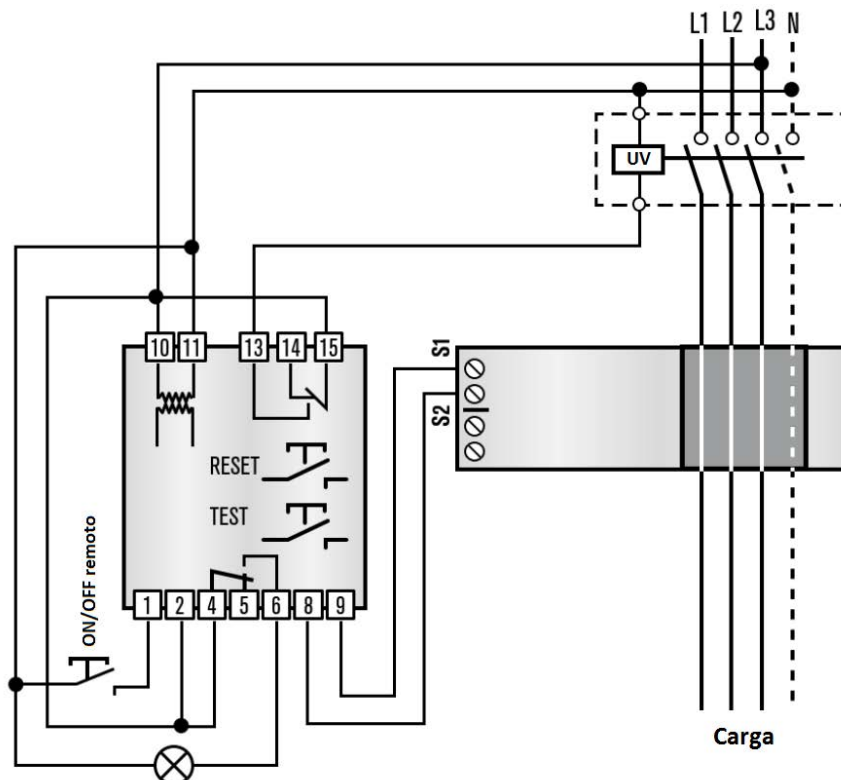 L1 L2 L3 N
UV
10 11 13 14 15
S1
S2
RESET
TEST
ON/OFF remoto
1 2 4 5 6 8 9
Carga